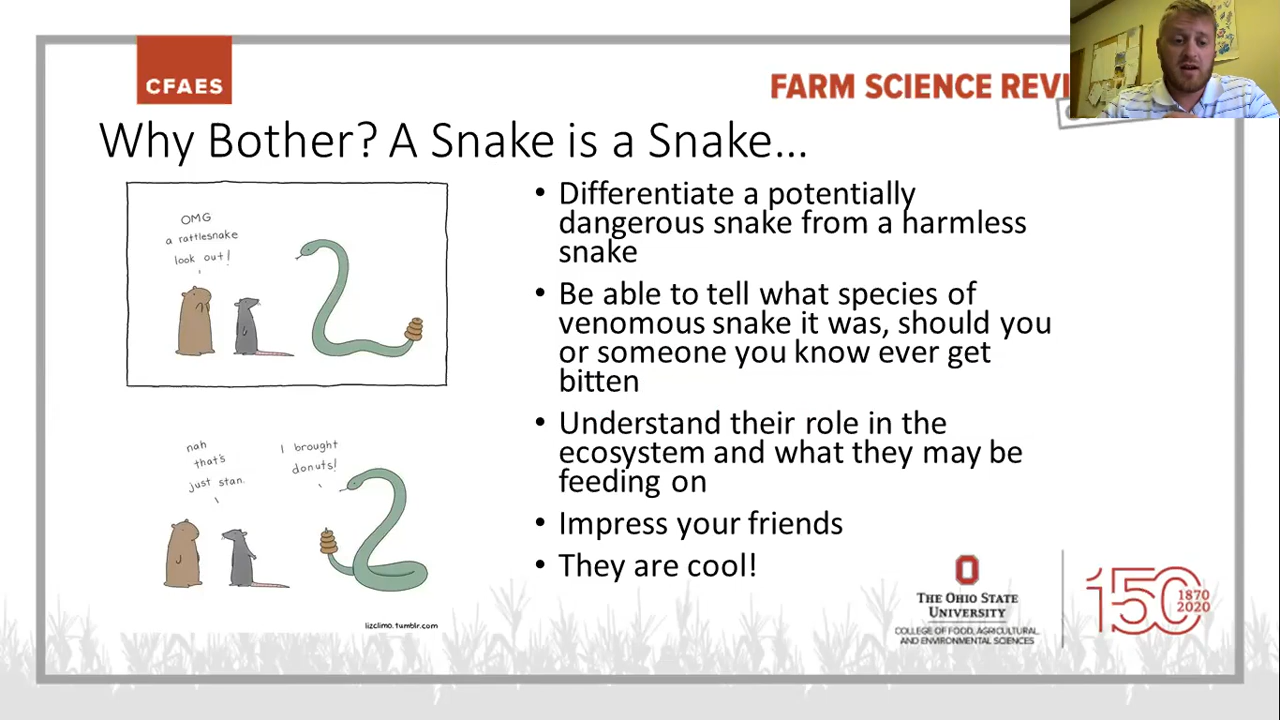 CFAES
FARM SCIENCE REVI
Why Bother? A Snake is a Snake...
OMG
a rattlesnake
look out!
nah
that's
just stan.
I brought
donuts!
lizclimo.tumblr.com
• Differentiate a potentially
dangerous snake from a harmless
snake
• Be able to tell what species of
venomous snake it was, should you
or someone you know ever get
bitten
• Understand their role in the
ecosystem and what they may be
feeding on
• Impress your friends
• They are cool!
THE OHIO STATE
UNIVERSITY
COLLEGE OF FOOD, AGRICULTURAL,
AND ENVIRONMENTAL SCIENCES
150
1870
2020